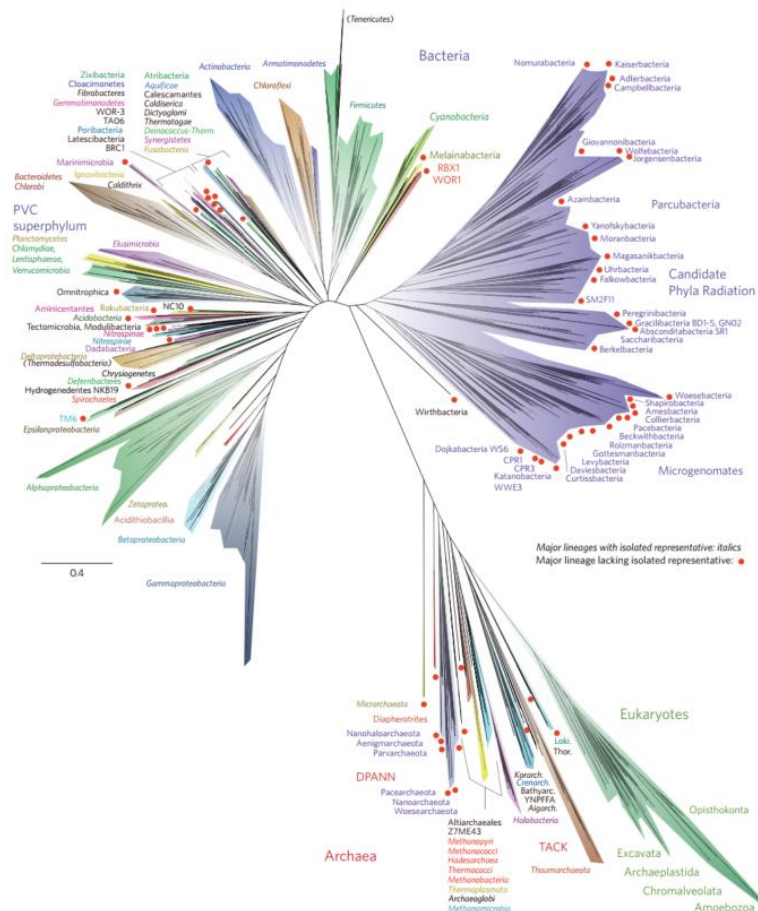 (Tenericutes)
Bacteria
Zixibacteria
Cloacimonetes
Fibrobacteres
Gemmatimonadetes
WOR-3
TA06
Poribacteria
Latescibacteria
BRC1
Atribacteria
Aquificae
Calescamantes
Caldiserica
Dictyoglomi
Thermotogae
Deinococcus-Therm.
Synergistetes
Fusobacteria
Actinobacteria
Armatimonadetes
Chloroflexi
Firmicutes
Cyanobacteria
Melainabacteria
RBX1
WOR1
Nomurabacteria
Kaiserbacteria
Adlerbacteria
Campbellbacteria
Giovannonibacteria
Wolfebacteria
Jorgensenbacteria
Azambacteria
Parcubacteria
Yanofskybacteria
Moranbacteria
Magasanikbacteria
Uhrbacteria
Falkowbacteria
Candidate
Phyla Radiation
SM2F11
Marinimicrobia
Ignavibacteria
Bacteroidetes
Chlorobi
Caldithrix
PVC
superphylum
Planctomycetes
Chlamydiae,
Lentisphaerae,
Verrucomicrobia
Elusimicrobia
Omnitrophica
Aminicentantes
Rokubacteria
NC10
Acidobacteria
Tectomicrobia, Modulibacteria
Nitrospinae
Nitrospirae
Dadabacteria
Deltaprotebacteria
(Thermodesulfobacteria)
Chrysiogenetes
Deferribacteres
Hydrogenedentes NKB19
Spirochaetes
TM6
Epsilonproteobacteria
Peregrinibacteria
Gracilibacteria BD1-5, GN02
Absconditabacteria SR1
Saccharibacteria
Berkelbacteria
Wirthbacteria
Woesebacteria
Shapirobacteria
Amesbacteria
Collierbacteria
Pacebacteria
Beckwithbacteria
Roizmanbacteria
Gottesmanbacteria
Levybacteria
Daviesbacteria
Curtissbacteria
Microgenomates
Dojkabacteria WS6
CPR1
CPR3
Katanobacteria
WWE3
Alphaproteobacteria
Zetaproteo.
Acidithiobacillia
Betaproteobacteria
Gammaproteobacteria
0.4
Major lineages with isolated representative: italics
Major lineage lacking isolated representative:
Microarchaeota
Diapherotrites
Nanohaloarchaeota
Aenigmarchaeota
Parvarchaeota
DPANN
Pacearchaeota
Nanoarchaeota
Woesearchaeota
Archaea
Altiarchaeales
Z7ME43
Methanopyri
Methanococci
Hadesarchaea
Thermococci
Methanobacteria
Thermoplasmata
Archaeoglobi
Methanomicrobia
Halobacteria
Korarch.
Crenarch.
Bathyarc.
YNPFFA
Aigarch.
TACK
Thaumarchaeota
Loki.
Thor.
Eukaryotes
Opisthokonta
Excavata
Archaeplastida
Chromalveolata
Amoebozoa